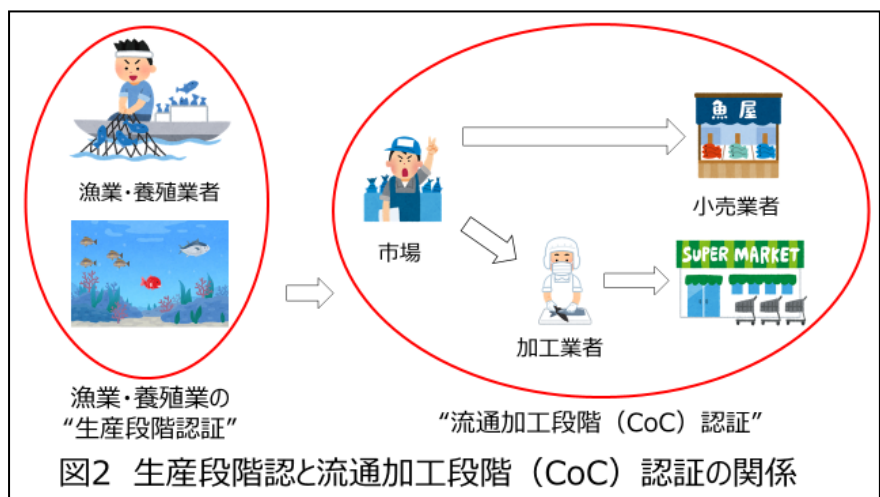 漁業・養殖業者
漁業・養殖業の
“生産段階認証”
市場
魚屋
小売業者
加工業者
SUPER MARKET
“流通加工段階（CoC）認証”
図2 生産段階認と流通加工段階（CoC）認証の関係